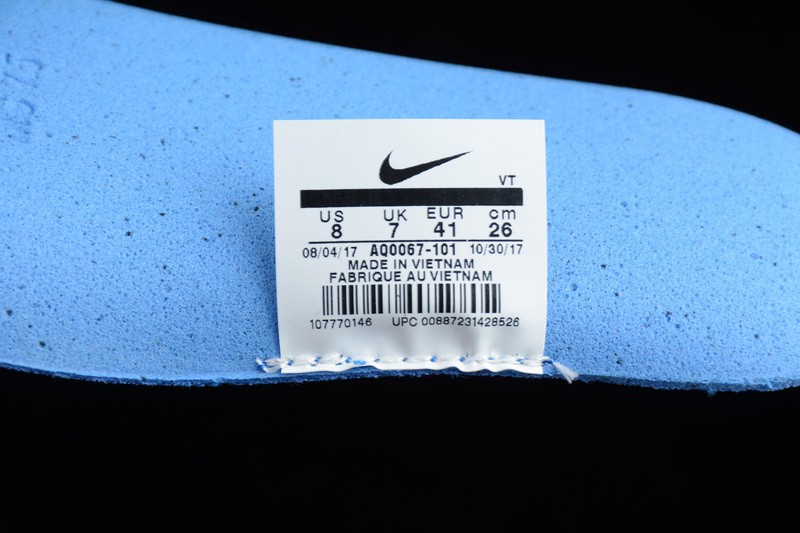 VT
US UK EUR cm
8 7 41 26
08/04/17 AQ0067-101 10/30/17
MADE IN VIETNAM
FABRIQUE AU VIETNAM
107770146 UPC 00887231428526